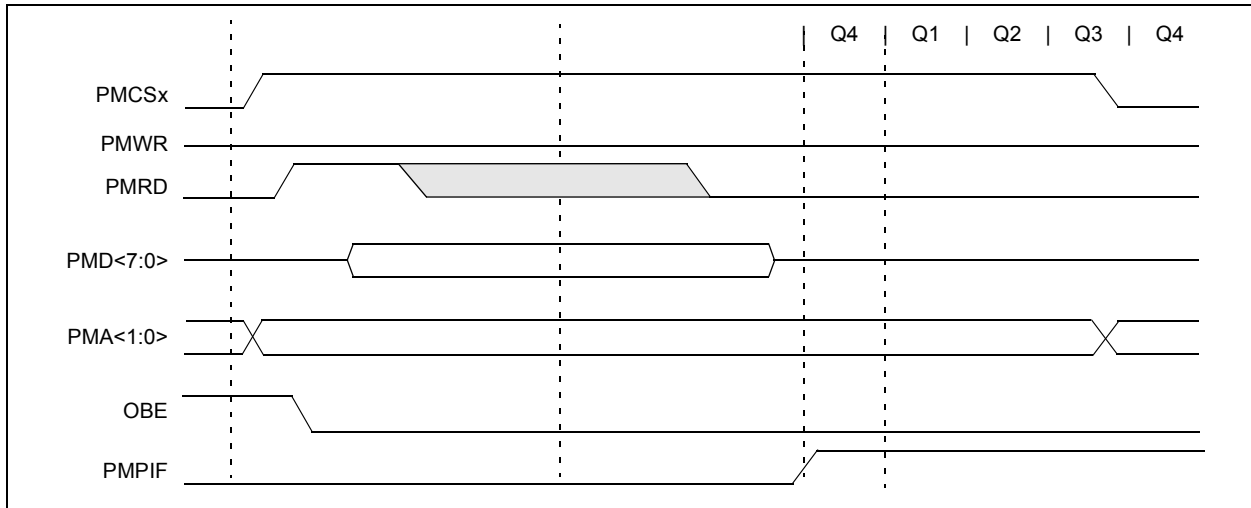 | Q4 | Q1 | Q2 | Q3 | Q4
PMCSx
PMWR
PMRD
PMD<7:0>
PMA<1:0>
OBE
PMPIF